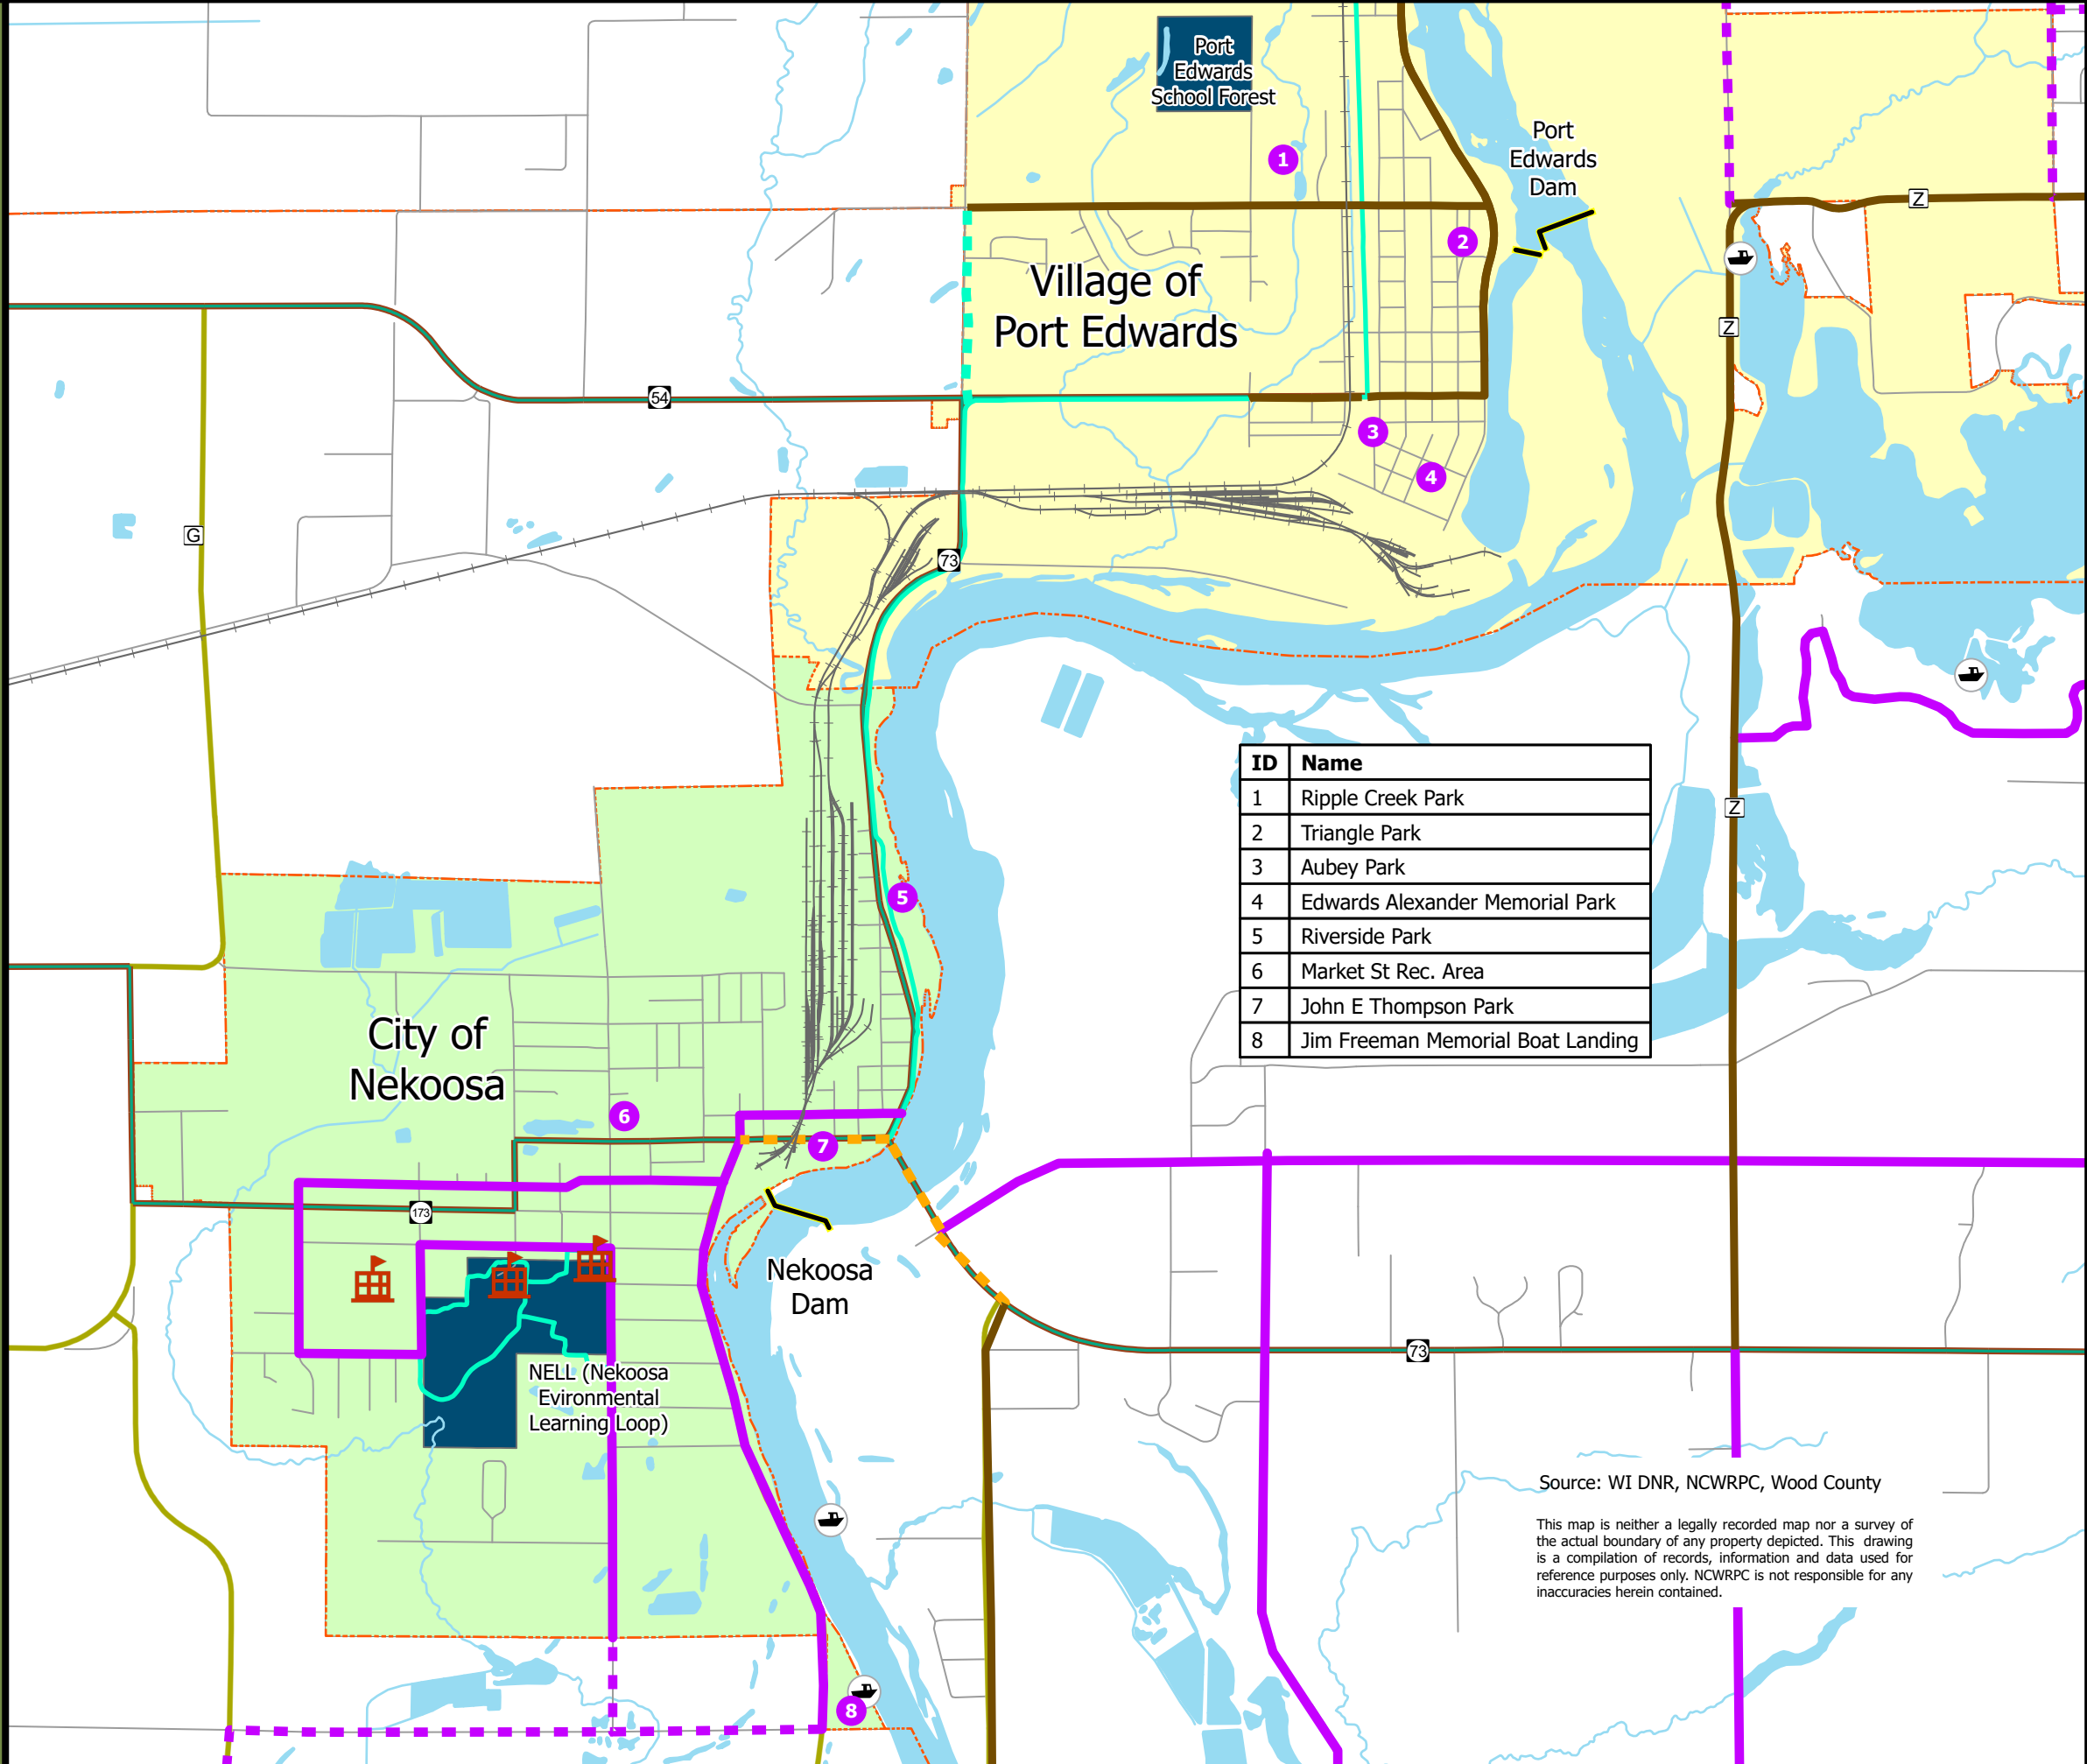 Port
Edwards
School Forest
1
Port
Edwards
Dam
Z
2
Village of
Port Edwards
Z
54
3
4
G
73
ID Name
1 Ripple Creek Park
2 Triangle Park
3 Aubey Park
4 Edwards Alexander Memorial Park
5 Riverside Park
6 Market St Rec. Area
7 John E Thompson Park
8 Jim Freeman Memorial Boat Landing
Z
5
City of
Nekoosa
6
7
173
Nekoosa
Dam
73
NELL (Nekoosa
Evironmental
Learning Loop)
Source: WI DNR, NCWRPC, Wood County
This map is neither a legally recorded map nor a survey of
the actual boundary of any property depicted. This drawing
is a compilation of records, information and data used for
reference purposes only. NCWRPC is not responsible for any
inaccuracies herein contained.
8